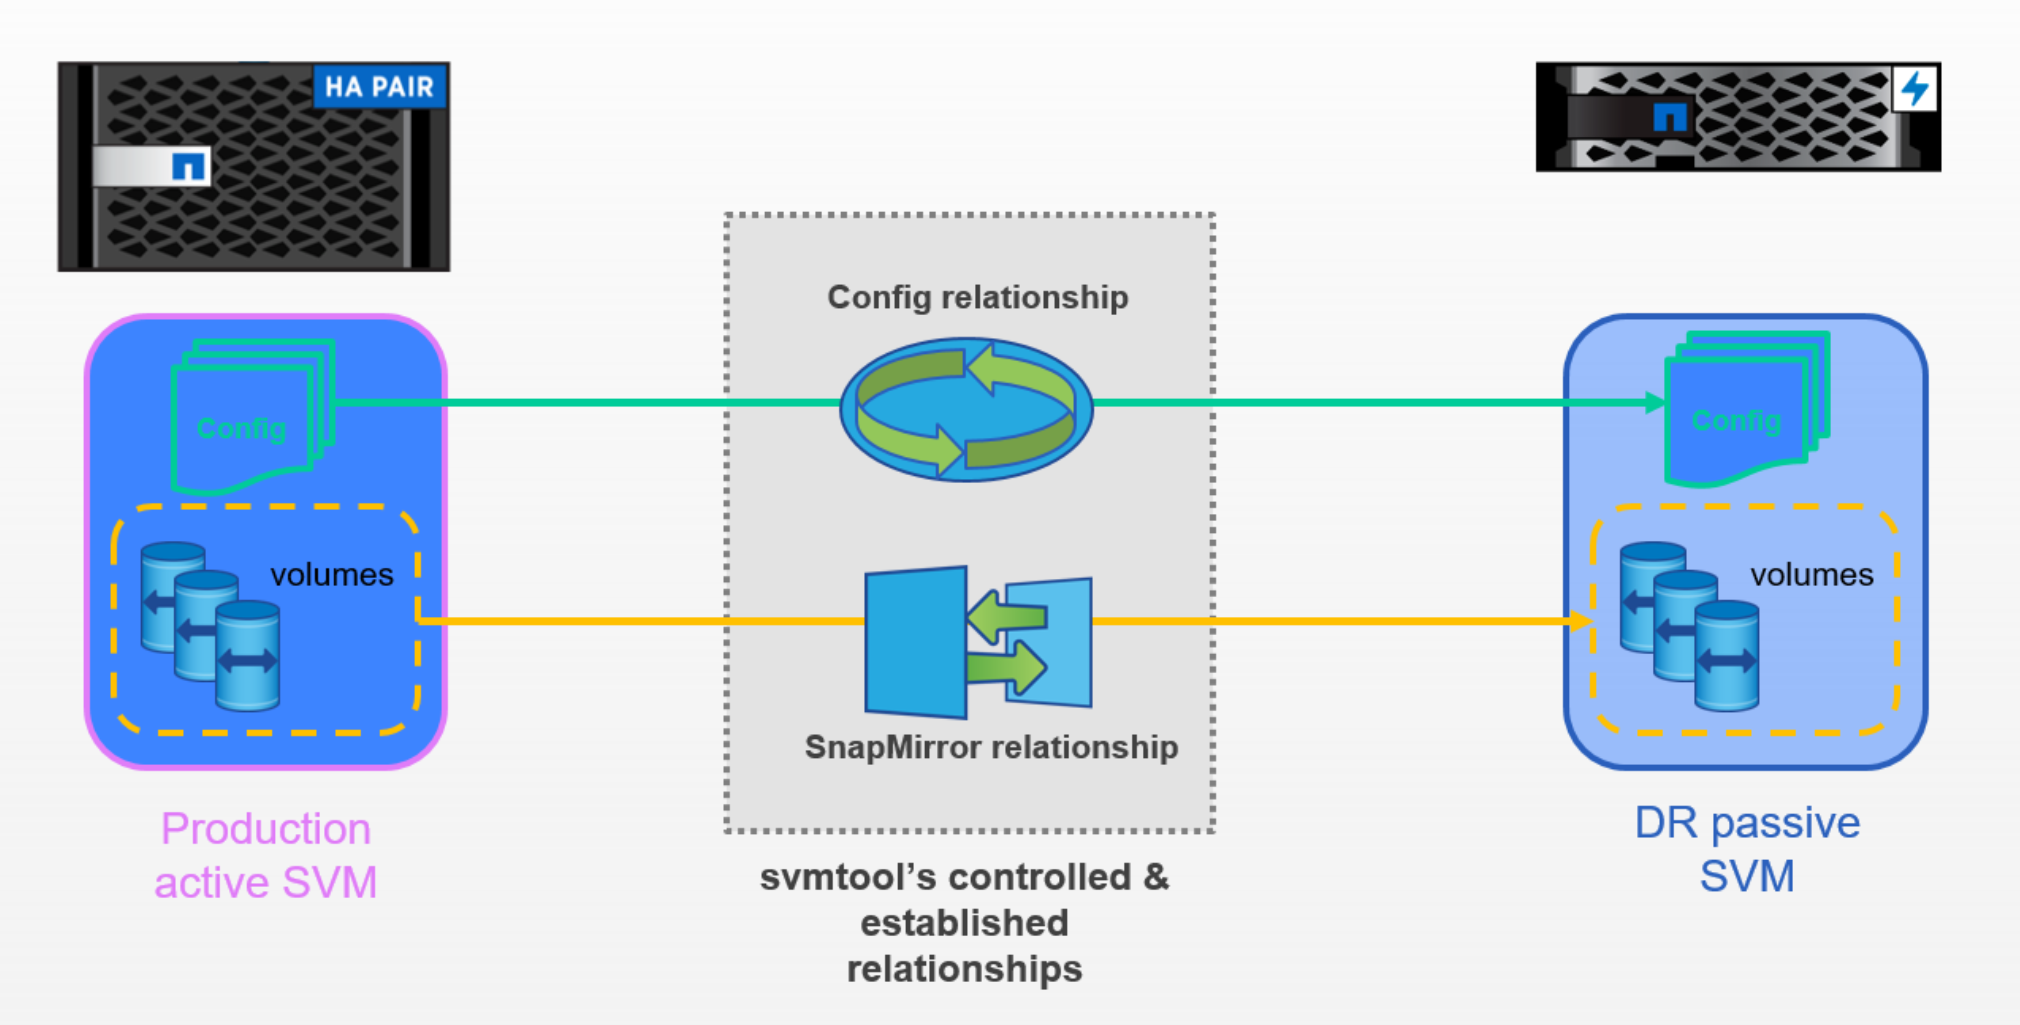 HA PAIR
Config relationship
Config
Config
volumes
volumes
SnapMirror relationship
Production
active SVM
svmtool’s controlled &
established
relationships
DR passive
SVM